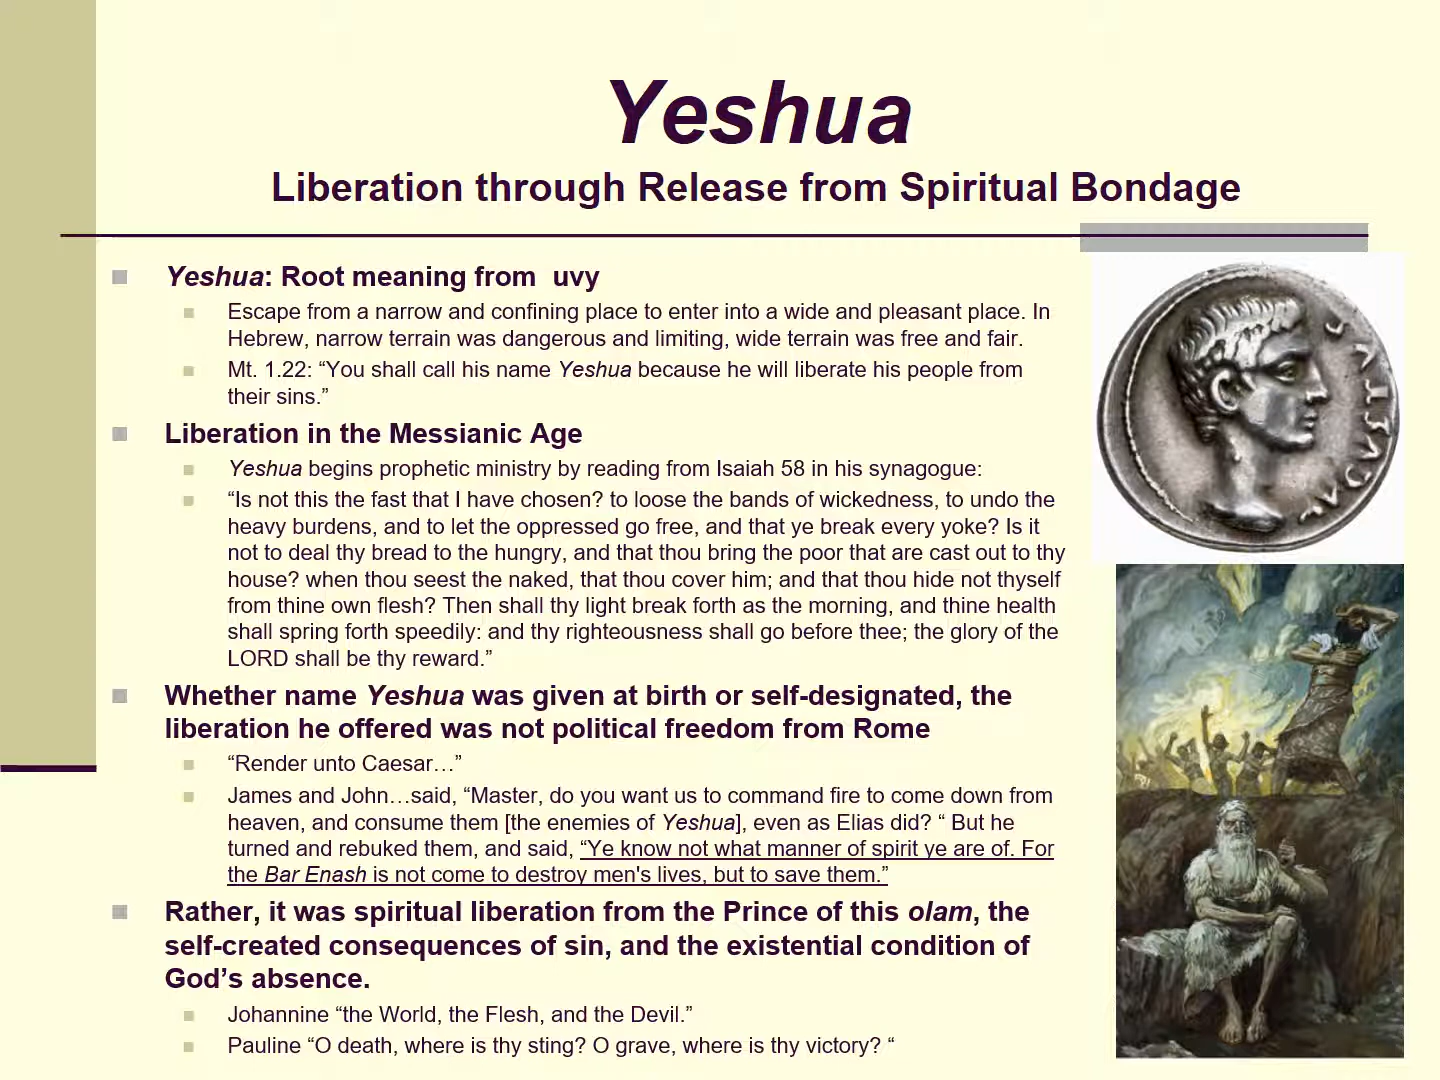 Yeshua
Liberation through Release from Spiritual Bondage
Yeshua: Root meaning from  uvy
Escape from a narrow and confining place to enter into a wide and pleasant place. In
Hebrew, narrow terrain was dangerous and limiting, wide terrain was free and fair.
Mt. 1.22: “You shall call his name Yeshua because he will liberate his people from
their sins.”
Liberation in the Messianic Age
Yeshua begins prophetic ministry by reading from Isaiah 58 in his synagogue:
“Is not this the fast that I have chosen? to loose the bands of wickedness, to undo the
heavy burdens, and to let the oppressed go free, and that ye break every yoke? Is it
not to deal thy bread to the hungry, and that thou bring the poor that are cast out to thy
house? when thou seest the naked, that thou cover him; and that thou hide not thyself
from thine own flesh? Then shall thy light break forth as the morning, and thine health
shall spring forth speedily: and thy righteousness shall go before thee; the glory of the
LORD shall be thy reward.”
Whether name Yeshua was given at birth or self-designated, the
liberation he offered was not political freedom from Rome
“Render unto Caesar…”
James and John…said, “Master, do you want us to command fire to come down from
heaven, and consume them [the enemies of Yeshua], even as Elias did? “ But he
turned and rebuked them, and said, “Ye know not what manner of spirit ye are of. For
the Bar Enash is not come to destroy men's lives, but to save them.”
Rather, it was spiritual liberation from the Prince of this olam, the
self-created consequences of sin, and the existential condition of
God’s absence.
Johannine “the World, the Flesh, and the Devil.”
Pauline “O death, where is thy sting? O grave, where is thy victory? “